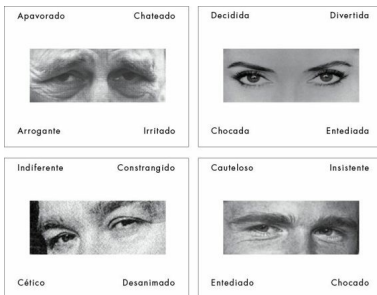 Apavorado Chateado
Arrogante Irritado
Decidida Divertida
Chocada Entediada
Indiferente Constrangido
Cético Desanimado
Cauteloso Insistente
Entediado Chocado